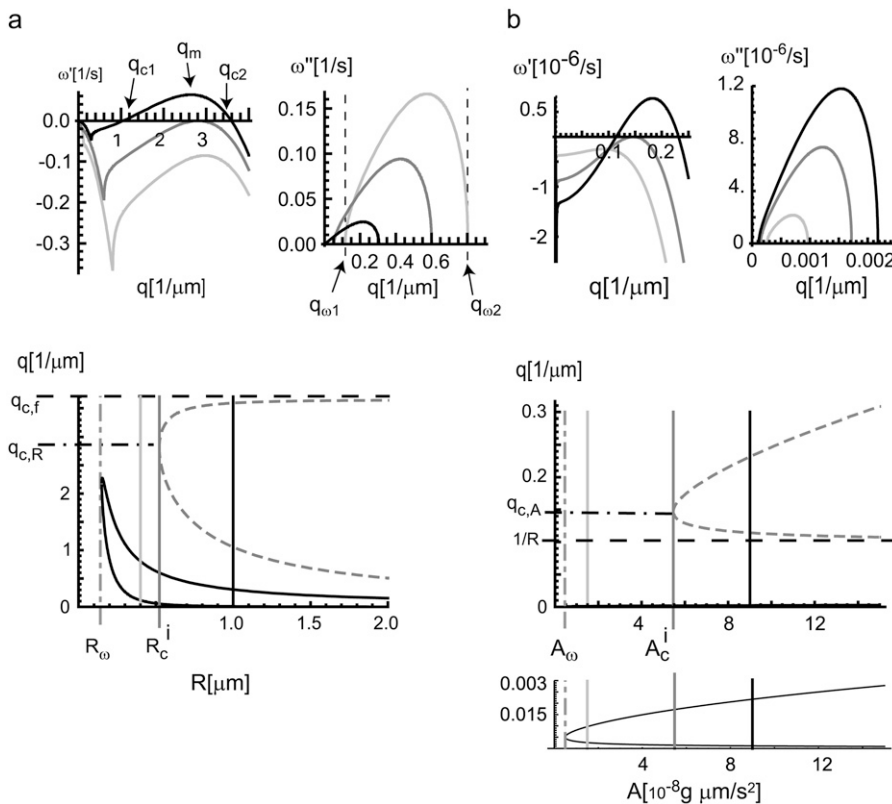 a
ω'[1/s]
q_c1
q_m
q_c2
0.0
-0.1
-0.2
-0.3
1
2
3
q[1/μm]
ω''[1/s]
0.15
0.10
0.05
0.00
0.2 0.4 0.6
q[1/μm]
q_ω1
q_ω2
b
ω'[10^-6/s]
0.5
-1
-2
0.1
0.2
q[1/μm]
ω''[10^-6/s]
1.2
8.
4.
0
0 0.001 0.002
q[1/μm]
q[1/μm]
q_c,f
q_c,R
2
1
0
R_ω
R_c^i
1.0
2.0
R[μm]
q[1/μm]
0.3
0.2
q_c,A
1/R
0
4
8
12
A_ω
A_c^i
0.003
0.015
4
8
12
A[10^-8g μm/s^2]